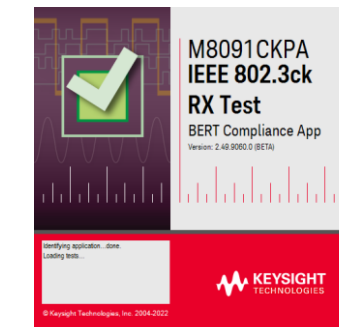 M8091CKPA
IEEE 802.3ck
RX Test
BERT Compliance App
Version: 2.49.9060.0 (BETA)
Identifying application...done.
Loading tests...
KEYSIGHT
TECHNOLOGIES
© Keysight Technologies, Inc. 2004-2022